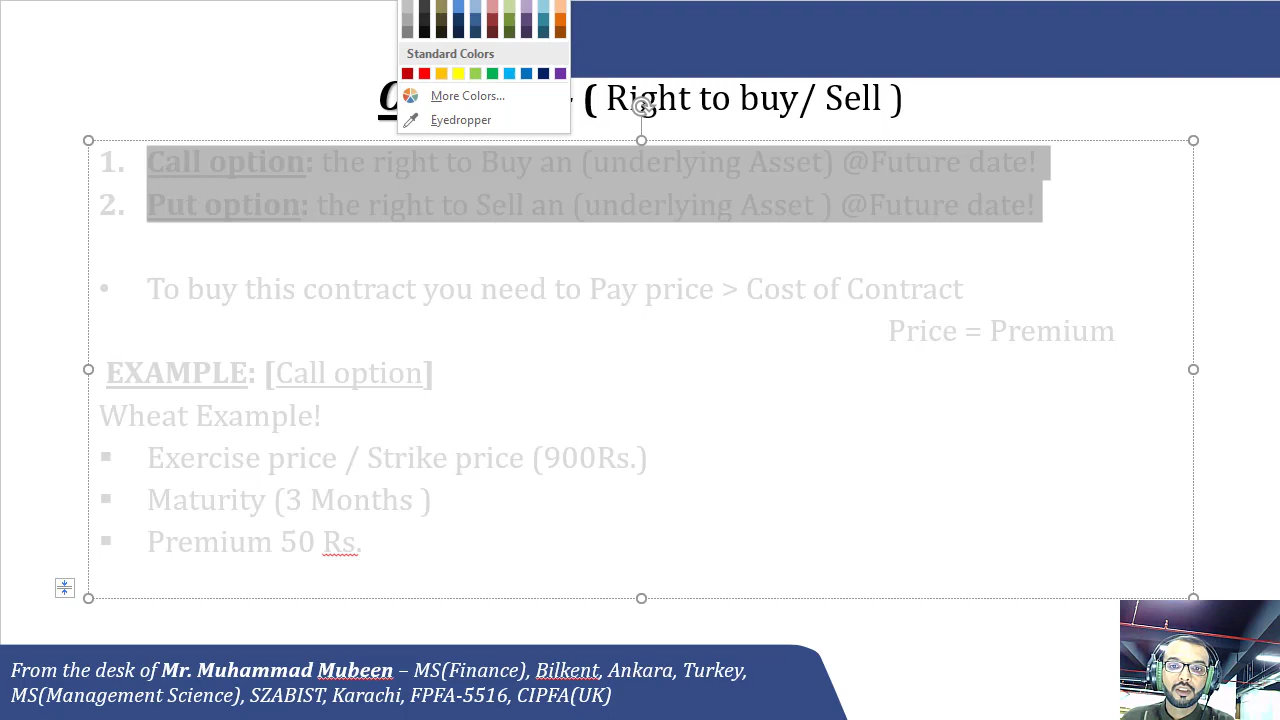 Standard Colors
More Colors...
Eyedropper
( Right to buy/ Sell )
1. Call option: the right to Buy an (underlying Asset) @Future date!
2. Put option: the right to Sell an (underlying Asset ) @Future date!
• To buy this contract you need to Pay price > Cost of Contract
Price = Premium
EXAMPLE: [Call option]
Wheat Example!
▪ Exercise price / Strike price (900Rs.)
▪ Maturity (3 Months )
▪ Premium 50 Rs.
From the desk of Mr. Muhammad Mubeen – MS(Finance), Bilkent, Ankara, Turkey,
MS(Management Science), SZABIST, Karachi, FPFA-5516, CIPFA(UK)